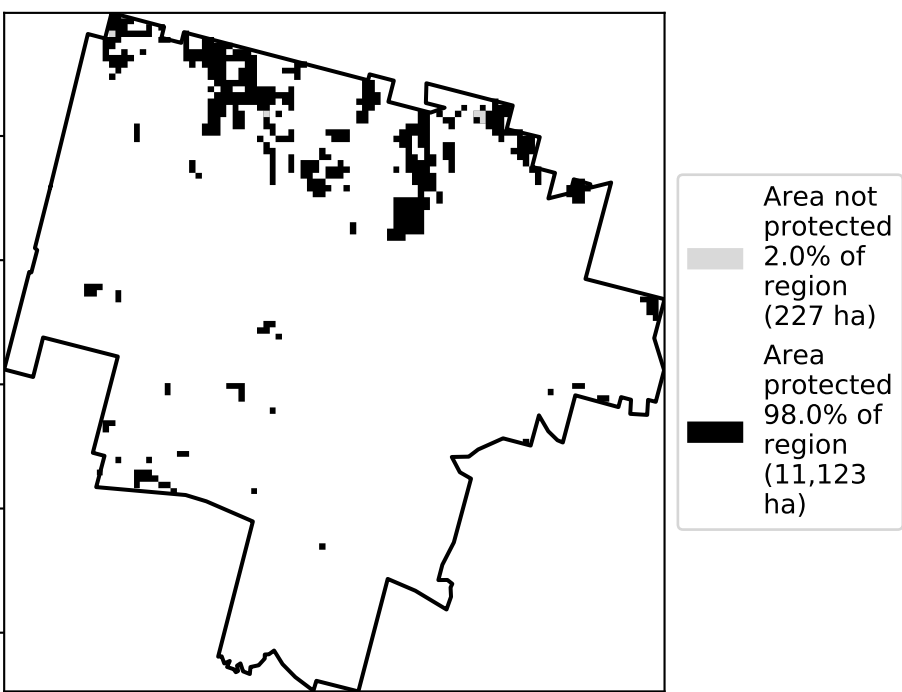 Area not
protected
2.0% of
region
(227 ha)
Area
protected
98.0% of
region
(11,123
ha)